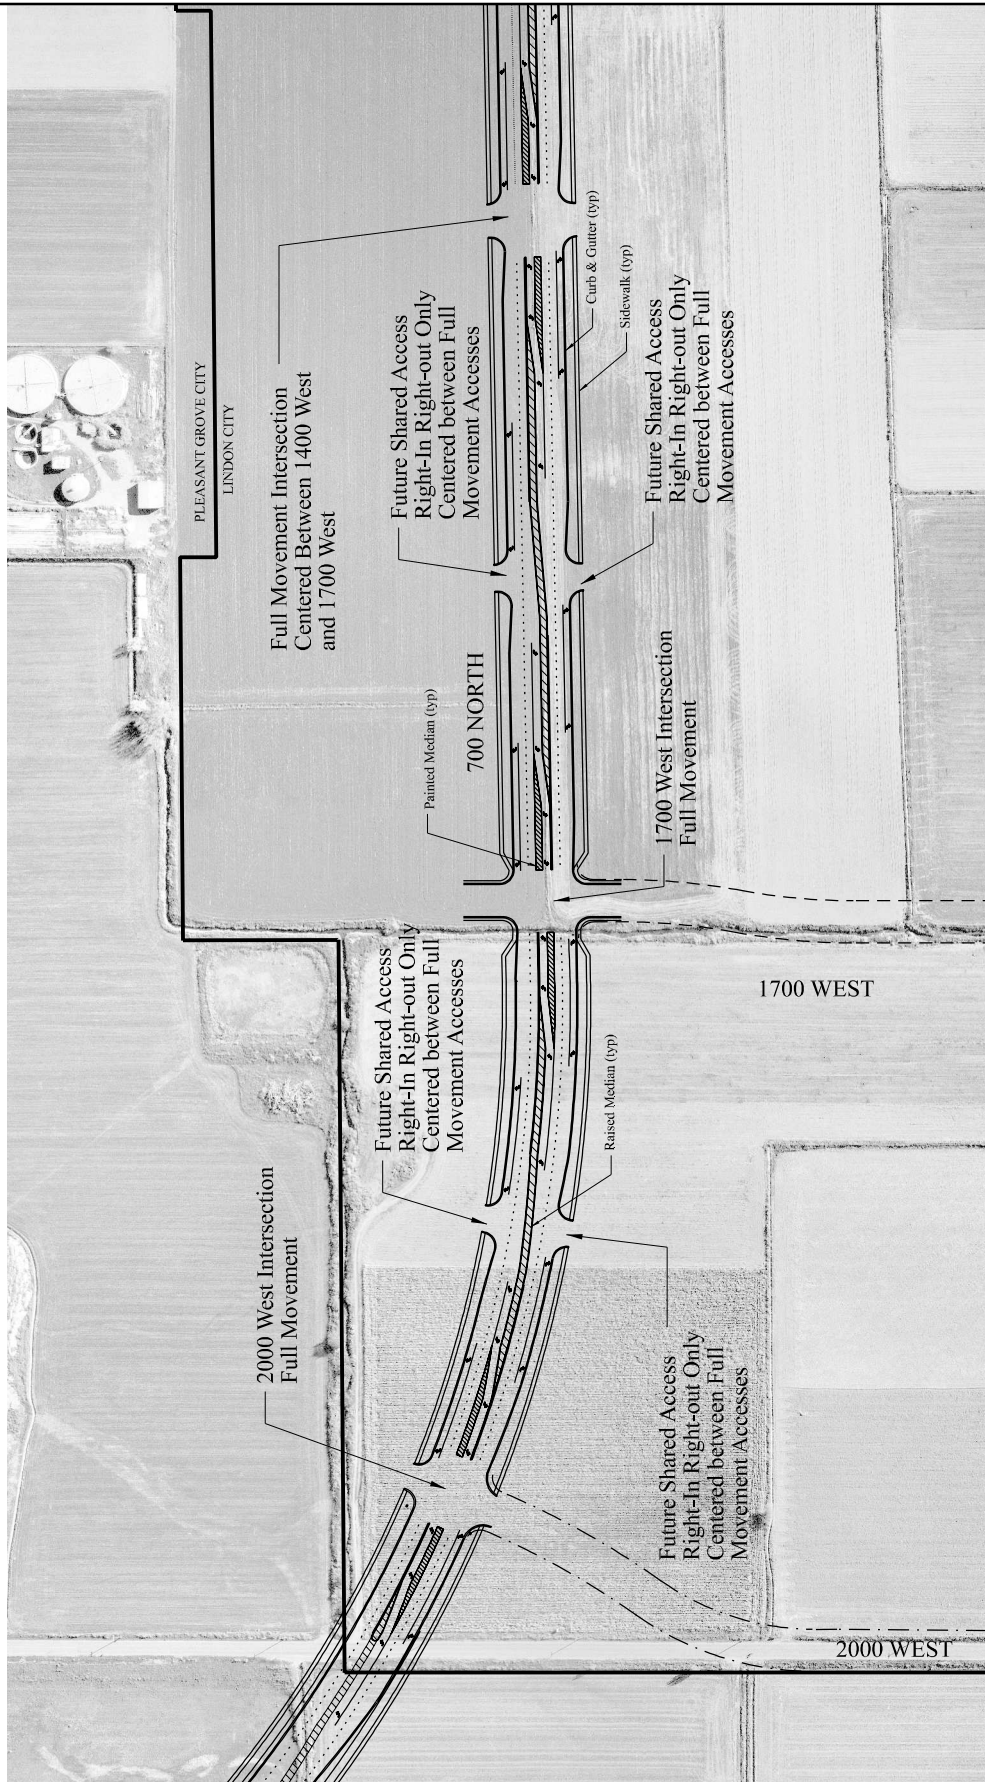 PLEASANT GROVE CITY
LINDON CITY
Full Movement Intersection
Centered Between 1400 West
and 1700 West
Future Shared Access
Right-In Right-out Only
Centered between Full
Movement Accesses
Curb & Gutter (typ)
Sidewalk (typ)
Future Shared Access
Right-In Right-out Only
Centered between Full
Movement Accesses
Painted Median (typ)
700 NORTH
1700 West Intersection
Full Movement
1700 WEST
Future Shared Access
Right-In Right-out Only
Centered between Full
Movement Accesses
Raised Median (typ)
2000 West Intersection
Full Movement
Future Shared Access
Right-In Right-out Only
Centered between Full
Movement Accesses
2000 WEST